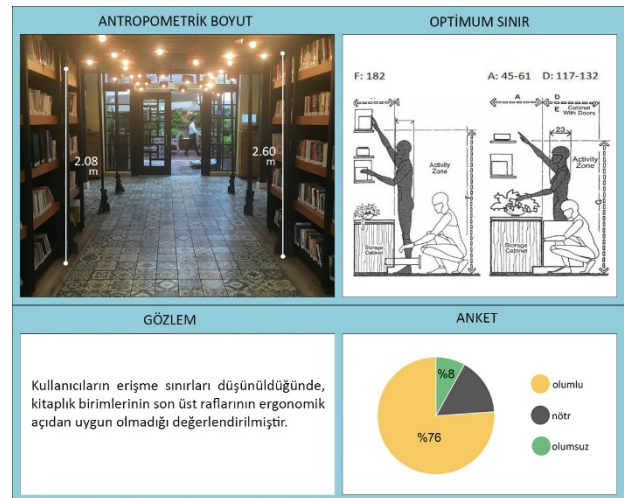 ANTROPOMETRİK BOYUT
OPTİMUM SINIR
2.08
m
2.60
m
F: 182
A: 45-61 D: 117-132
A
D
E
Cabinet
With Doors
23
Activity
Zone
Activity
Zone
F
G
Storage
Cabinet
Storage
Cabinet
GÖZLEM
ANKET
Kullanıcıların erişme sınırları düşünüldüğünde,
kitaplık birimlerinin son üst raflarının ergonomik
açıdan uygun olmadığı değerlendirilmiştir.
%8
%76
olumlu
nötr
olumsuz